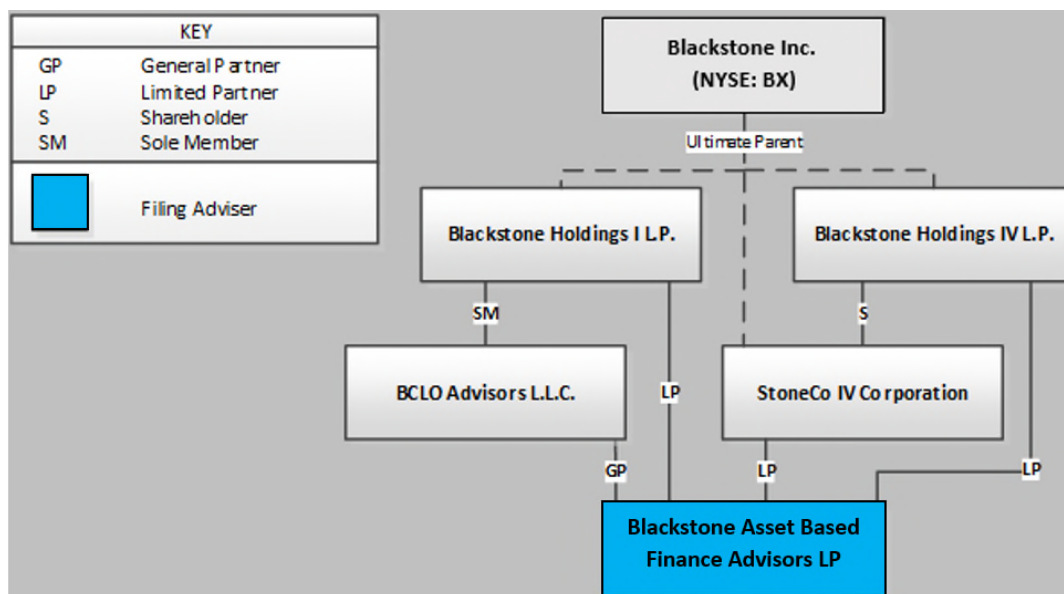 KEY
GP General Partner
LP Limited Partner
S Shareholder
SM Sole Member
Filing Adviser
Blackstone Inc.
(NYSE: BX)
Ultimate Parent
Blackstone Holdings I L.P.
Blackstone Holdings IV L.P.
SM
S
BCLO Advisors L.L.C.
LP
StoneCo IV Corporation
GP
LP
LP
Blackstone Asset Based
Finance Advisors LP